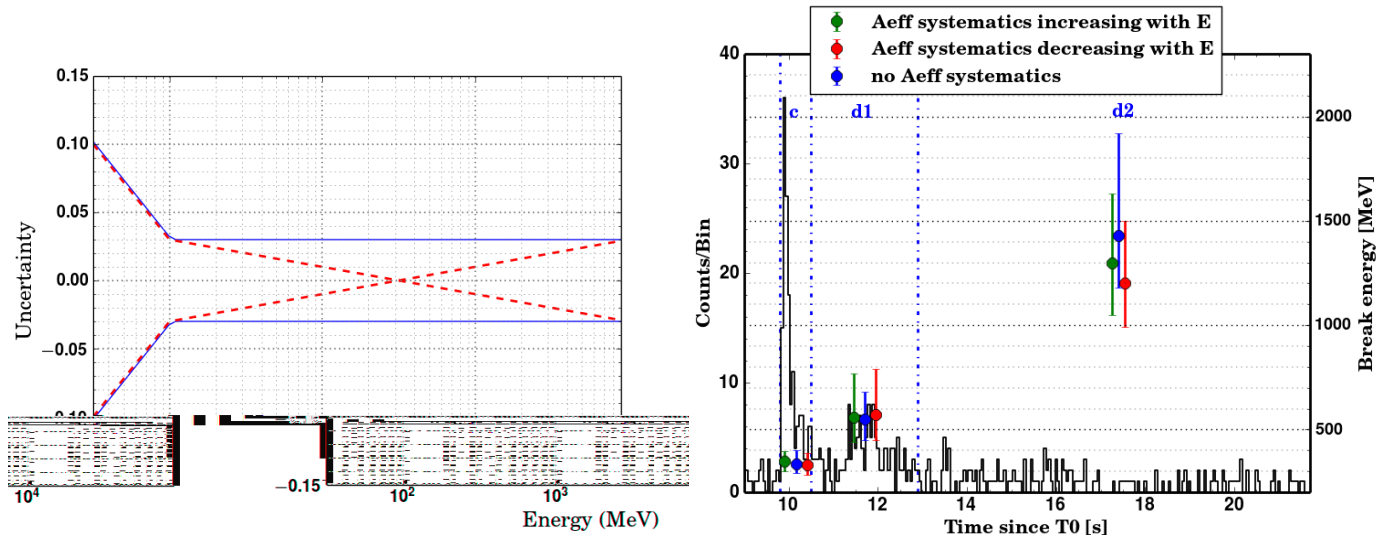 0.15
0.10
0.05
0.00
−0.05
−0.15
10⁴
10²
10³
Uncertainty
Energy (MeV)
Aeff systematics increasing with E
Aeff systematics decreasing with E
no Aeff systematics
c
d1
d2
40
30
20
10
0
Counts/Bin
10
12
14
16
18
20
Time since T0 [s]
2000
1500
1000
500
Break energy [MeV]